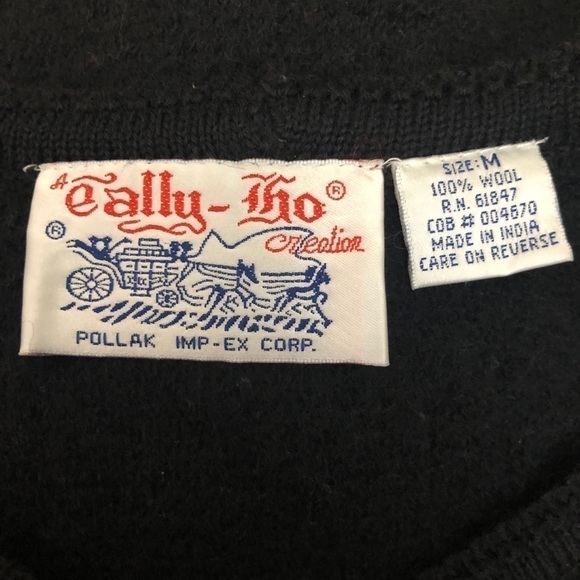 A Tally-Ho ®
Creation
®
POLLAK IMP-EX CORP.
SIZE: M
100% WOOL
R.N. 61847
COB # 004670
MADE IN INDIA
CARE ON REVERSE